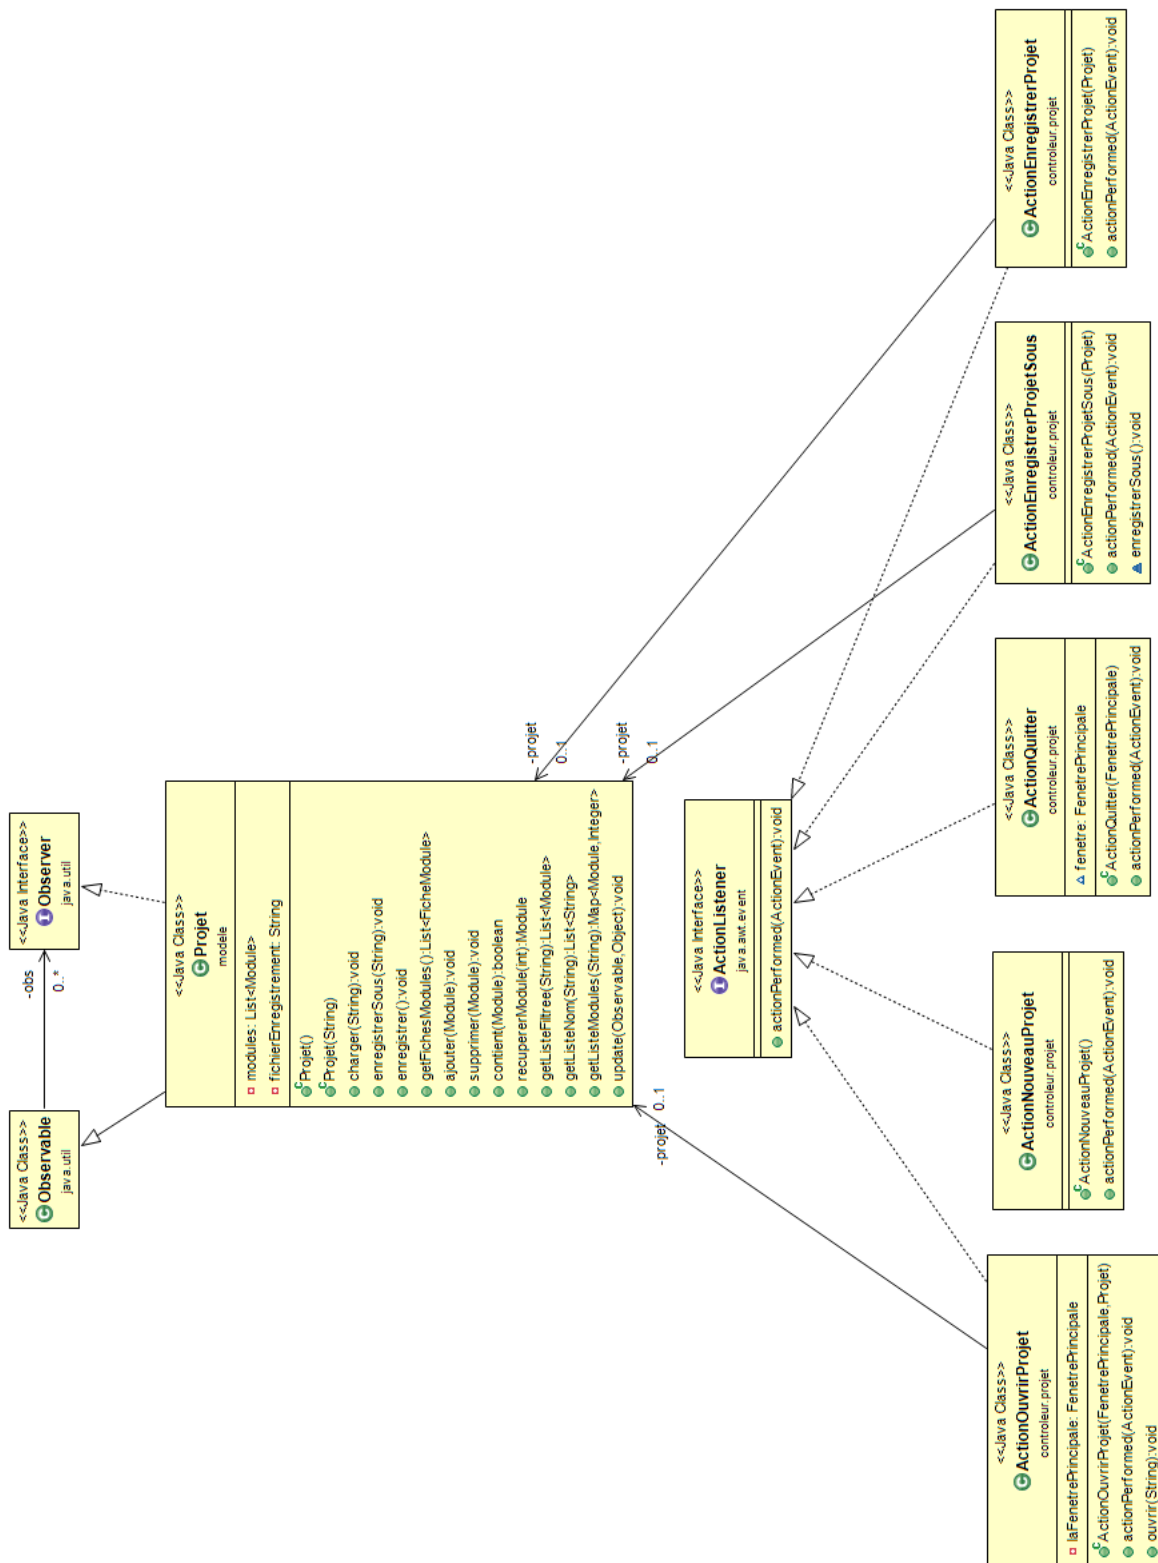 <<Java Class>>
Observable
java.util
-obs
0..*
<<Java Interface>>
Observer
java.util
<<Java Class>>
Projet
modele
modules: List<Module>
fichierEnregistrement: String
Projet()
Projet(String)
charger(String):void
enregistrerSous(String):void
enregistrer():void
getFichesModules():List<FicheModule>
ajouter(Module):void
supprimer(Module):void
contient(Module):boolean
recupererModule(int):Module
getListeFiltree(String):List<Module>
getListeNom(String):List<String>
getListeModules(String):Map<Module,Integer>
update(Observable,Object):void
-projet 0..1
-projet
0..1
-projet
0..1
<<Java Interface>>
ActionListener
java.awt.event
actionPerformed(ActionEvent):void
<<Java Class>>
ActionOuvrirProjet
controleur.projet
laFenetrePrincipale: FenetrePrincipale
ActionOuvrirProjet(FenetrePrincipale,Projet)
actionPerformed(ActionEvent):void
ouvrir(String):void
<<Java Class>>
ActionNouveauProjet
controleur.projet
ActionNouveauProjet()
actionPerformed(ActionEvent):void
<<Java Class>>
ActionQuitter
controleur.projet
fenetre: FenetrePrincipale
ActionQuitter(FenetrePrincipale)
actionPerformed(ActionEvent):void
<<Java Class>>
ActionEnregistrerProjetSous
controleur.projet
ActionEnregistrerProjetSous(Projet)
actionPerformed(ActionEvent):void
enregistrerSous():void
<<Java Class>>
ActionEnregistrerProjet
controleur.projet
ActionEnregistrerProjet(Projet)
actionPerformed(ActionEvent):void